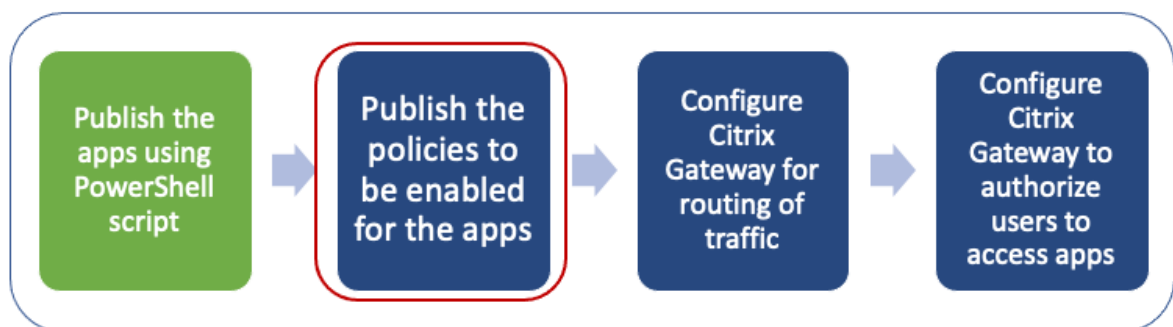 Publish the
apps using
PowerShell
script
Publish the
policies to
be enabled
for the apps
Configure
Citrix
Gateway for
routing of
traffic
Configure
Citrix
Gateway to
authorize
users to
access apps